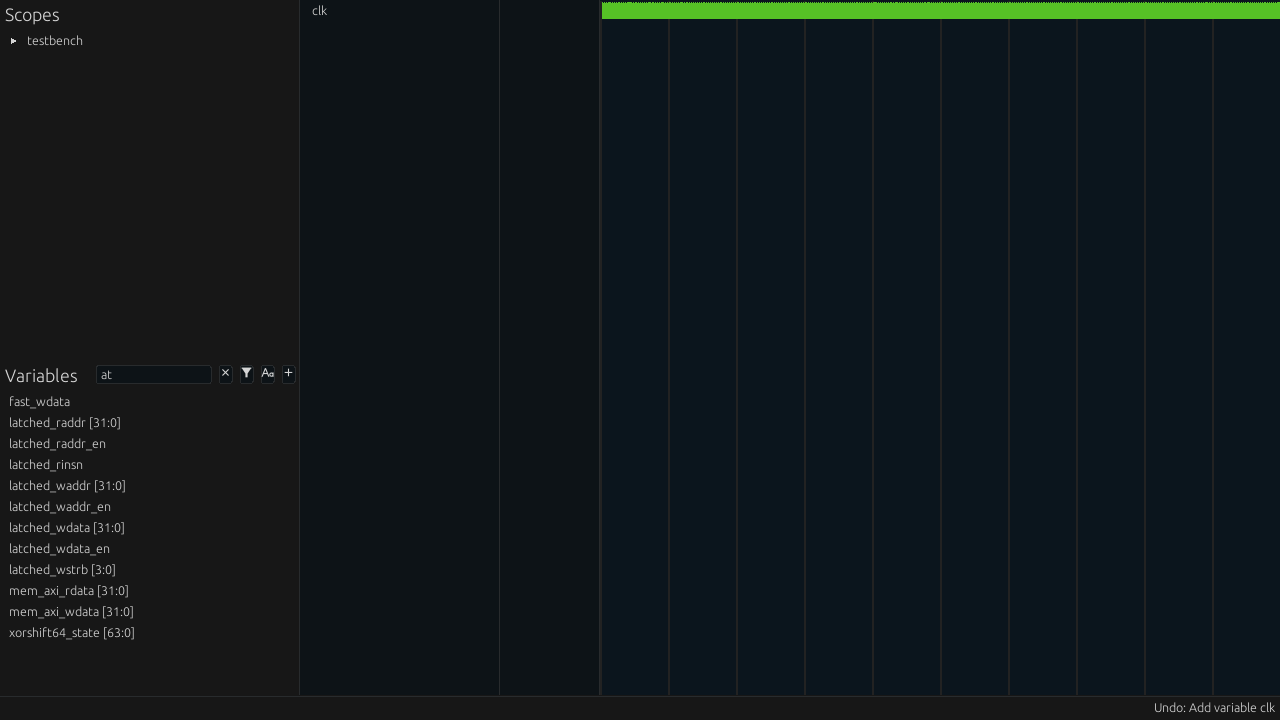 Scopes
clk
testbench
Variables at × Aa +
fast_wdata
latched_raddr [31:0]
latched_raddr_en
latched_rinsn
latched_waddr [31:0]
latched_waddr_en
latched_wdata [31:0]
latched_wdata_en
latched_wstrb [3:0]
mem_axi_rdata [31:0]
mem_axi_wdata [31:0]
xorshift64_state [63:0]
Undo: Add variable clk